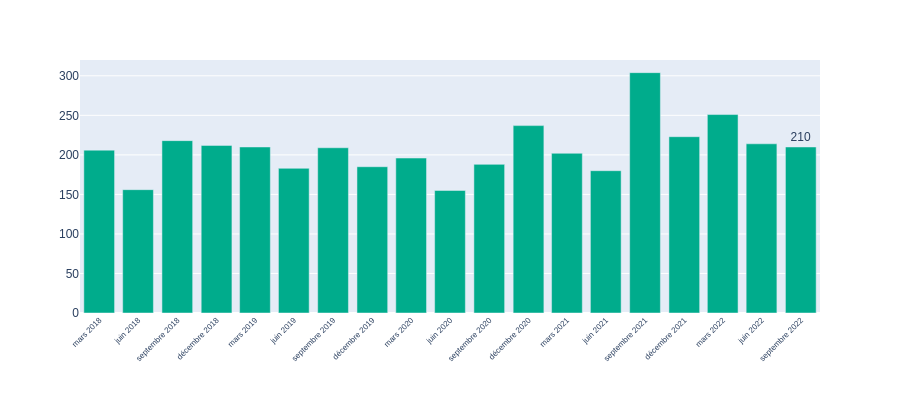 300
250
200
150
100
50
0
210
mars 2018
juin 2018
septembre 2018
décembre 2018
mars 2019
juin 2019
septembre 2019
décembre 2019
mars 2020
juin 2020
septembre 2020
décembre 2020
mars 2021
juin 2021
septembre 2021
décembre 2021
mars 2022
juin 2022
septembre 2022